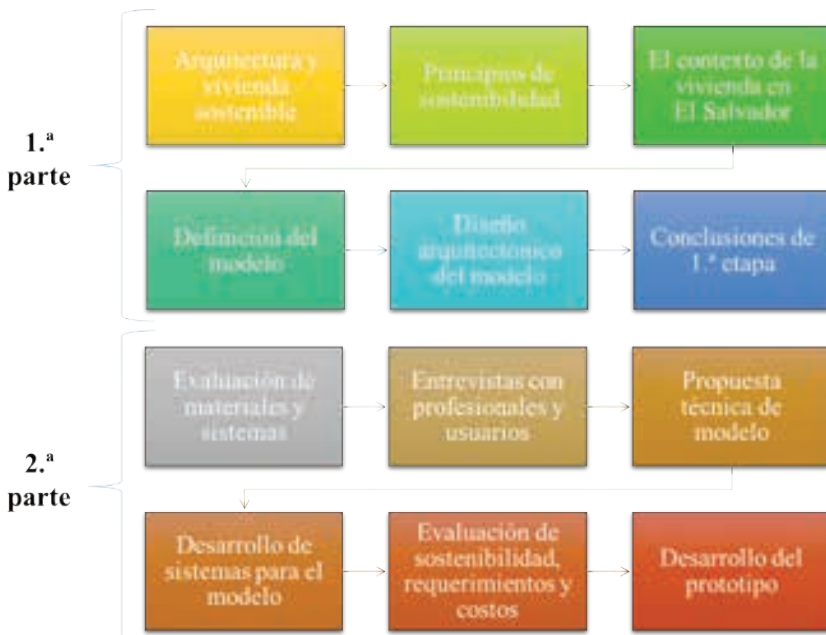 1.ª
parte
Arquitectura y
vivienda
sostenible
Principios de
sostenibilidad
El contexto de la
vivienda en
El Salvador
Definición del
modelo
Diseño
arquitectónico
del modelo
Conclusiones de
1.ª etapa
2.ª
parte
Evaluación de
materiales y
sistemas
Entrevistas con
profesionales y
usuarios
Propuesta
técnica de
modelo
Desarrollo de
sistemas para el
modelo
Evaluación de
sostenibilidad,
requerimientos y
costos
Desarrollo del
prototipo